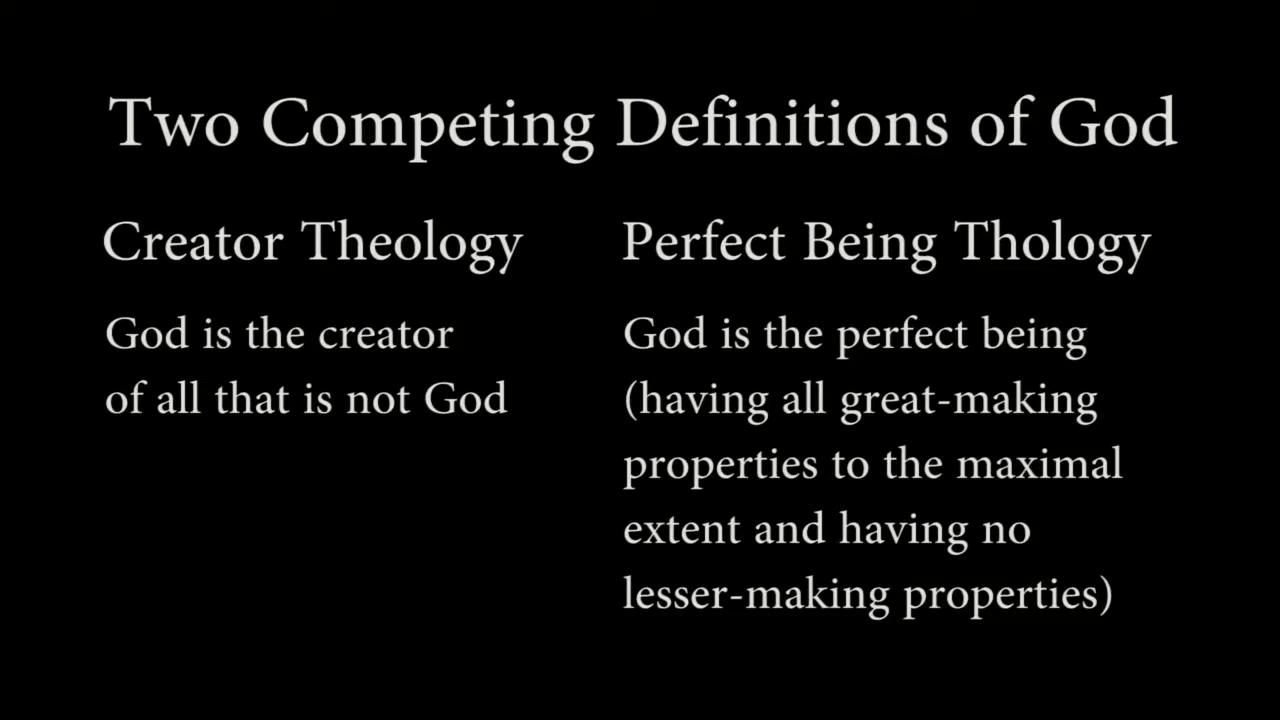 Two Competing Definitions of God
Creator Theology
God is the creator
of all that is not God
Perfect Being Thology
God is the perfect being
(having all great-making
properties to the maximal
extent and having no
lesser-making properties)